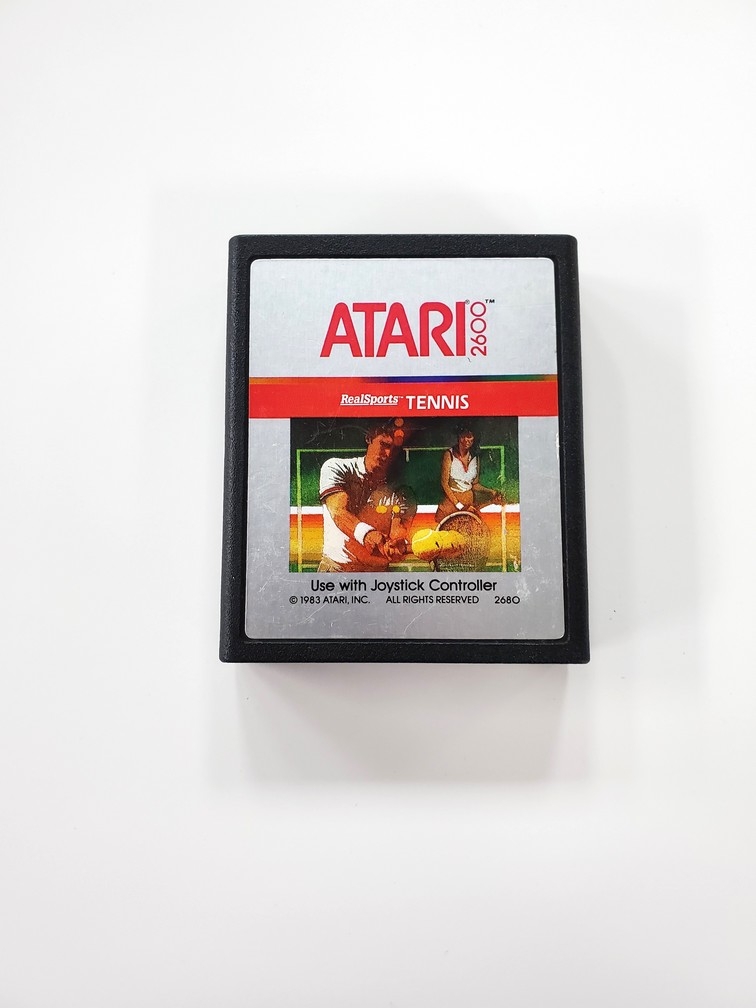 ATARI® 2600™
RealSports™ TENNIS
Use with Joystick Controller
© 1983 ATARI, INC. ALL RIGHTS RESERVED 2680